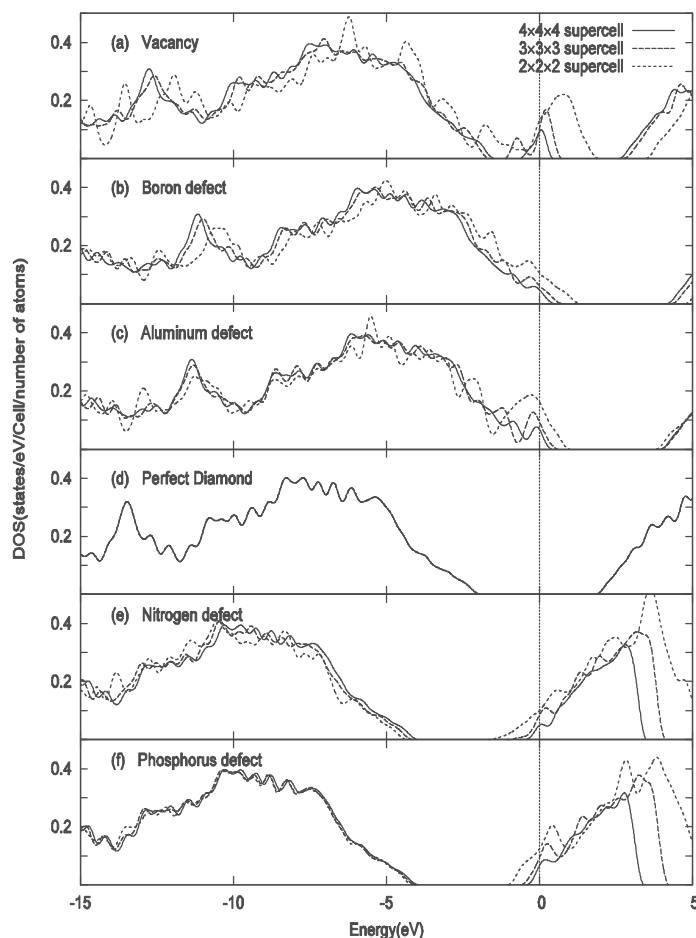 (a) Vacancy
4×4×4 supercell
3×3×3 supercell
2×2×2 supercell
0.4
0.2
(b) Boron defect
0.4
0.2
(c) Aluminum defect
0.4
0.2
(d) Perfect Diamond
0.4
0.2
(e) Nitrogen defect
0.4
0.2
(f) Phosphorus defect
0.4
0.2
DOS(states/eV/Cell/number of atoms)
-15 -10 -5 0 5
Energy(eV)